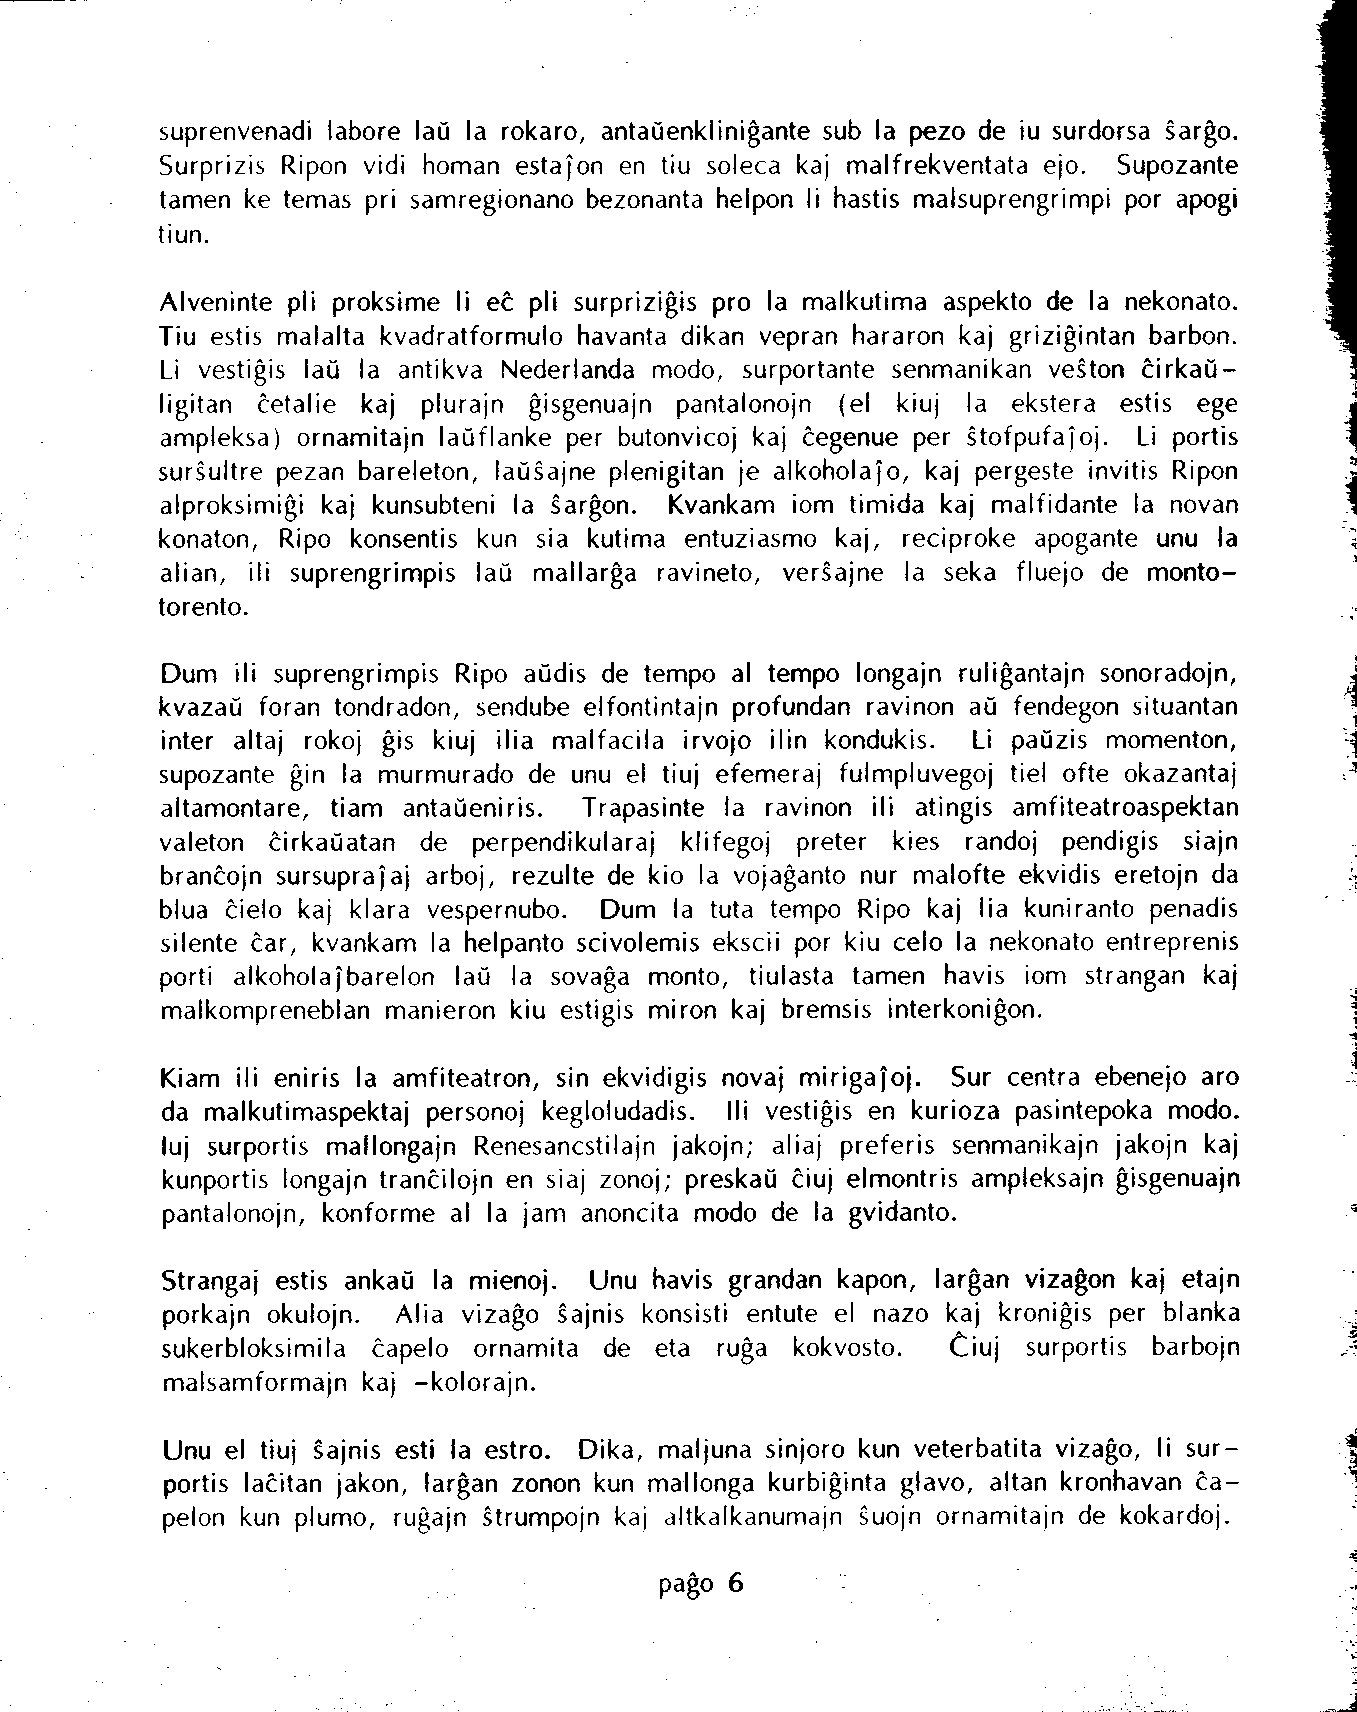 suprenvenadi labore laŭ la rokaro, antaŭenkliniĝante sub la pezo de iu surdorsa ŝarĝo.
Surprizis Ripon vidi homan estaĵon en tiu soleca kaj malfrekventata ejo. Supozante
tamen ke temas pri samregionano bezonanta helpon li hastis malsuprengrimpi por apogi
tiun.
Alveninte pli proksime li eĉ pli surpriziĝis pro la malkutima aspekto de la nekonato.
Tiu estis malalta kvadratformulo havanta dikan vepran hararon kaj griziĝintan barbon.
Li vestiĝis laŭ la antikva Nederlanda modo, surportante senmanikan veŝton ĉirkaŭ-
ligitan ĉetalie kaj plurajn ĝisgenuajn pantalonojn (el kiuj la ekstera estis ege
ampleksa) ornamitajn laŭflanke per butonvicoj kaj ĉegenue per ŝtofpufaĵoj. Li portis
surŝultre pezan bareleton, laŭŝajne plenigitan je alkoholaĵo, kaj pergeste invitis Ripon
alproksimiĝi kaj kunsubteni la ŝarĝon. Kvankam iom timida kaj malfidante la novan
konaton, Ripo konsentis kun sia kutima entuziasmo kaj, reciproke apogante unu la
alian, ili suprengrimpis laŭ mallarĝa ravineto, verŝajne la seka fluejo de monto-
torento.
Dum ili suprengrimpis Ripo aŭdis de tempo al tempo longajn ruliĝantajn sonoradojn,
kvazaŭ foran tondradon, sendube elfontintajn profundan ravinon aŭ fendegon situantan
inter altaj rokoj ĝis kiuj ilia malfacila irvojo ilin kondukis. Li paŭzis momenton,
supozante ĝin la murmurado de unu el tiuj efemeraj fulmpluvegoj tiel ofte okazantaj
altamontare, tiam antaŭeniris. Trapasinte la ravinon ili atingis amfiteatroaspektan
valeton ĉirkaŭatan de perpendikularaj klifegoj preter kies randoj pendigis siajn
branĉojn sursupraĵaj arboj, rezulte de kio la vojaĝanto nur malofte ekvidis eretojn da
blua ĉielo kaj klara vespernubo. Dum la tuta tempo Ripo kaj lia kuniranto penadis
silente ĉar, kvankam la helpanto scivolemis ekscii por kiu celo la nekonato entreprenis
porti alkoholaĵbarelon laŭ la sovaĝa monto, tiulasta tamen havis iom strangan kaj
malkompreneblan manieron kiu estigis miron kaj bremsis interkoniĝon.
Kiam ili eniris la amfiteatron, sin ekvidigis novaj mirigaĵoj. Sur centra ebenejo aro
da malkutimaspektaj personoj kegloludadis. Ili vestiĝis en kurioza pasintepoka modo.
Iuj surportis mallongajn Renesancstilajn jakojn; aliaj preferis senmanikajn jakojn kaj
kunportis longajn tranĉilojn en siaj zonoj; preskaŭ ĉiuj elmontris ampleksajn ĝisgenuajn
pantalonojn, konforme al la jam anoncita modo de la gvidanto.
Strangaj estis ankaŭ la mienoj. Unu havis grandan kapon, larĝan vizaĝon kaj etajn
porkajn okulojn. Alia vizaĝo ŝajnis konsisti entute el nazo kaj kroniĝis per blanka
sukerbloksimila ĉapelo ornamita de eta ruĝa kokvosto. Ĉiuj surportis barbojn
malsamformajn kaj -kolorajn.
Unu el tiuj ŝajnis esti la estro. Dika, maljuna sinjoro kun veterbatita vizaĝo, li sur-
portis laĉitan jakon, larĝan zonon kun mallonga kurbiĝinta glavo, altan kronhavan ĉa-
pelon kun plumo, ruĝajn ŝtrumpojn kaj altkalkanumajn ŝuojn ornamitajn de kokardoj.
paĝo 6